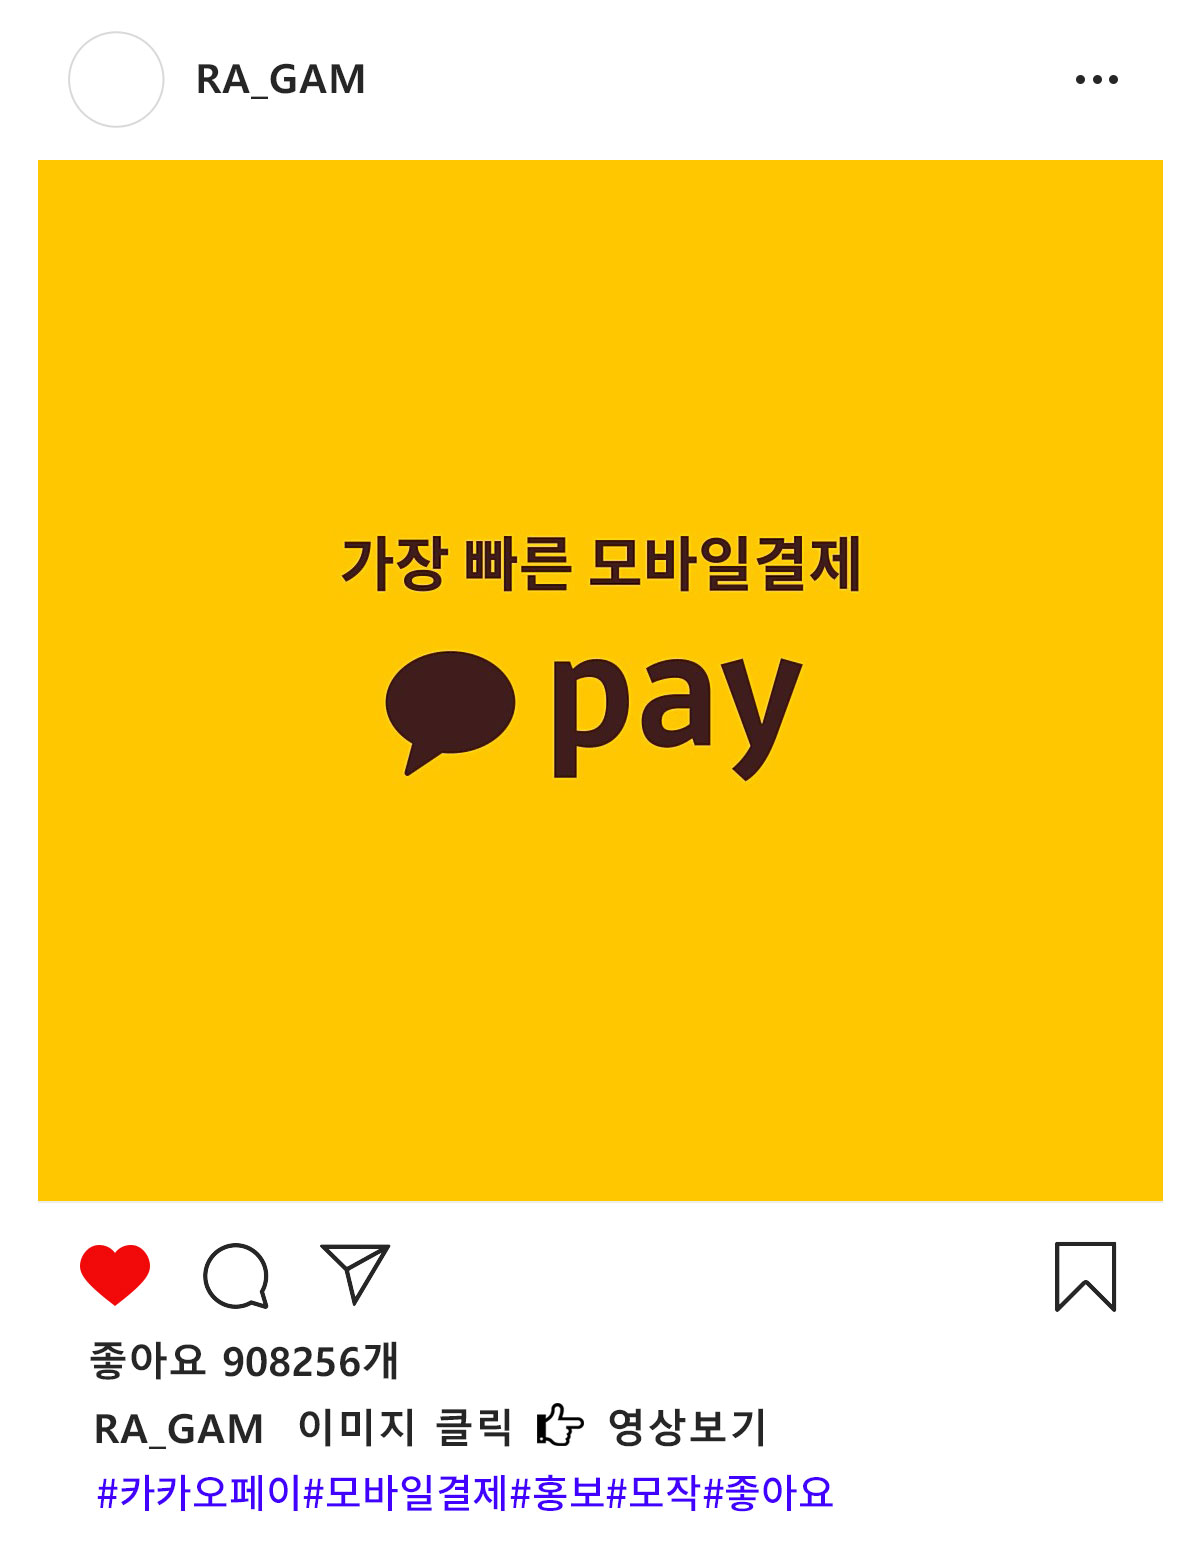 RA_GAM
가장 빠른 모바일결제
pay
좋아요 908256개
RA_GAM 이미지 클릭 영상보기
#카카오페이#모바일결제#홍보#모작#좋아요